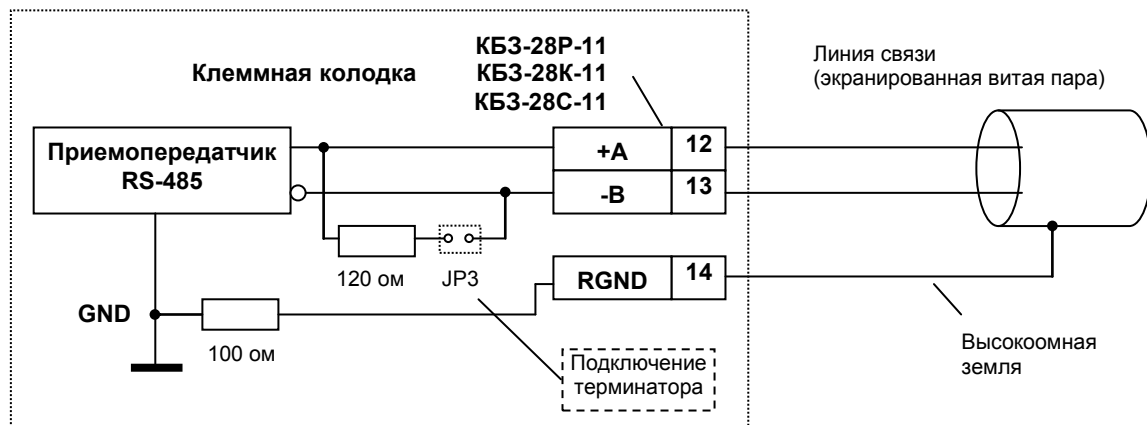 КБЗ-28Р-11
КБЗ-28К-11
КБЗ-28С-11
Клеммная колодка
Линия связи
(экранированная витая пара)
Приемопередатчик
RS-485
+A
12
-B
13
120 ом
JP3
RGND
14
GND
100 ом
Подключение
терминатора
Высокоомная
земля